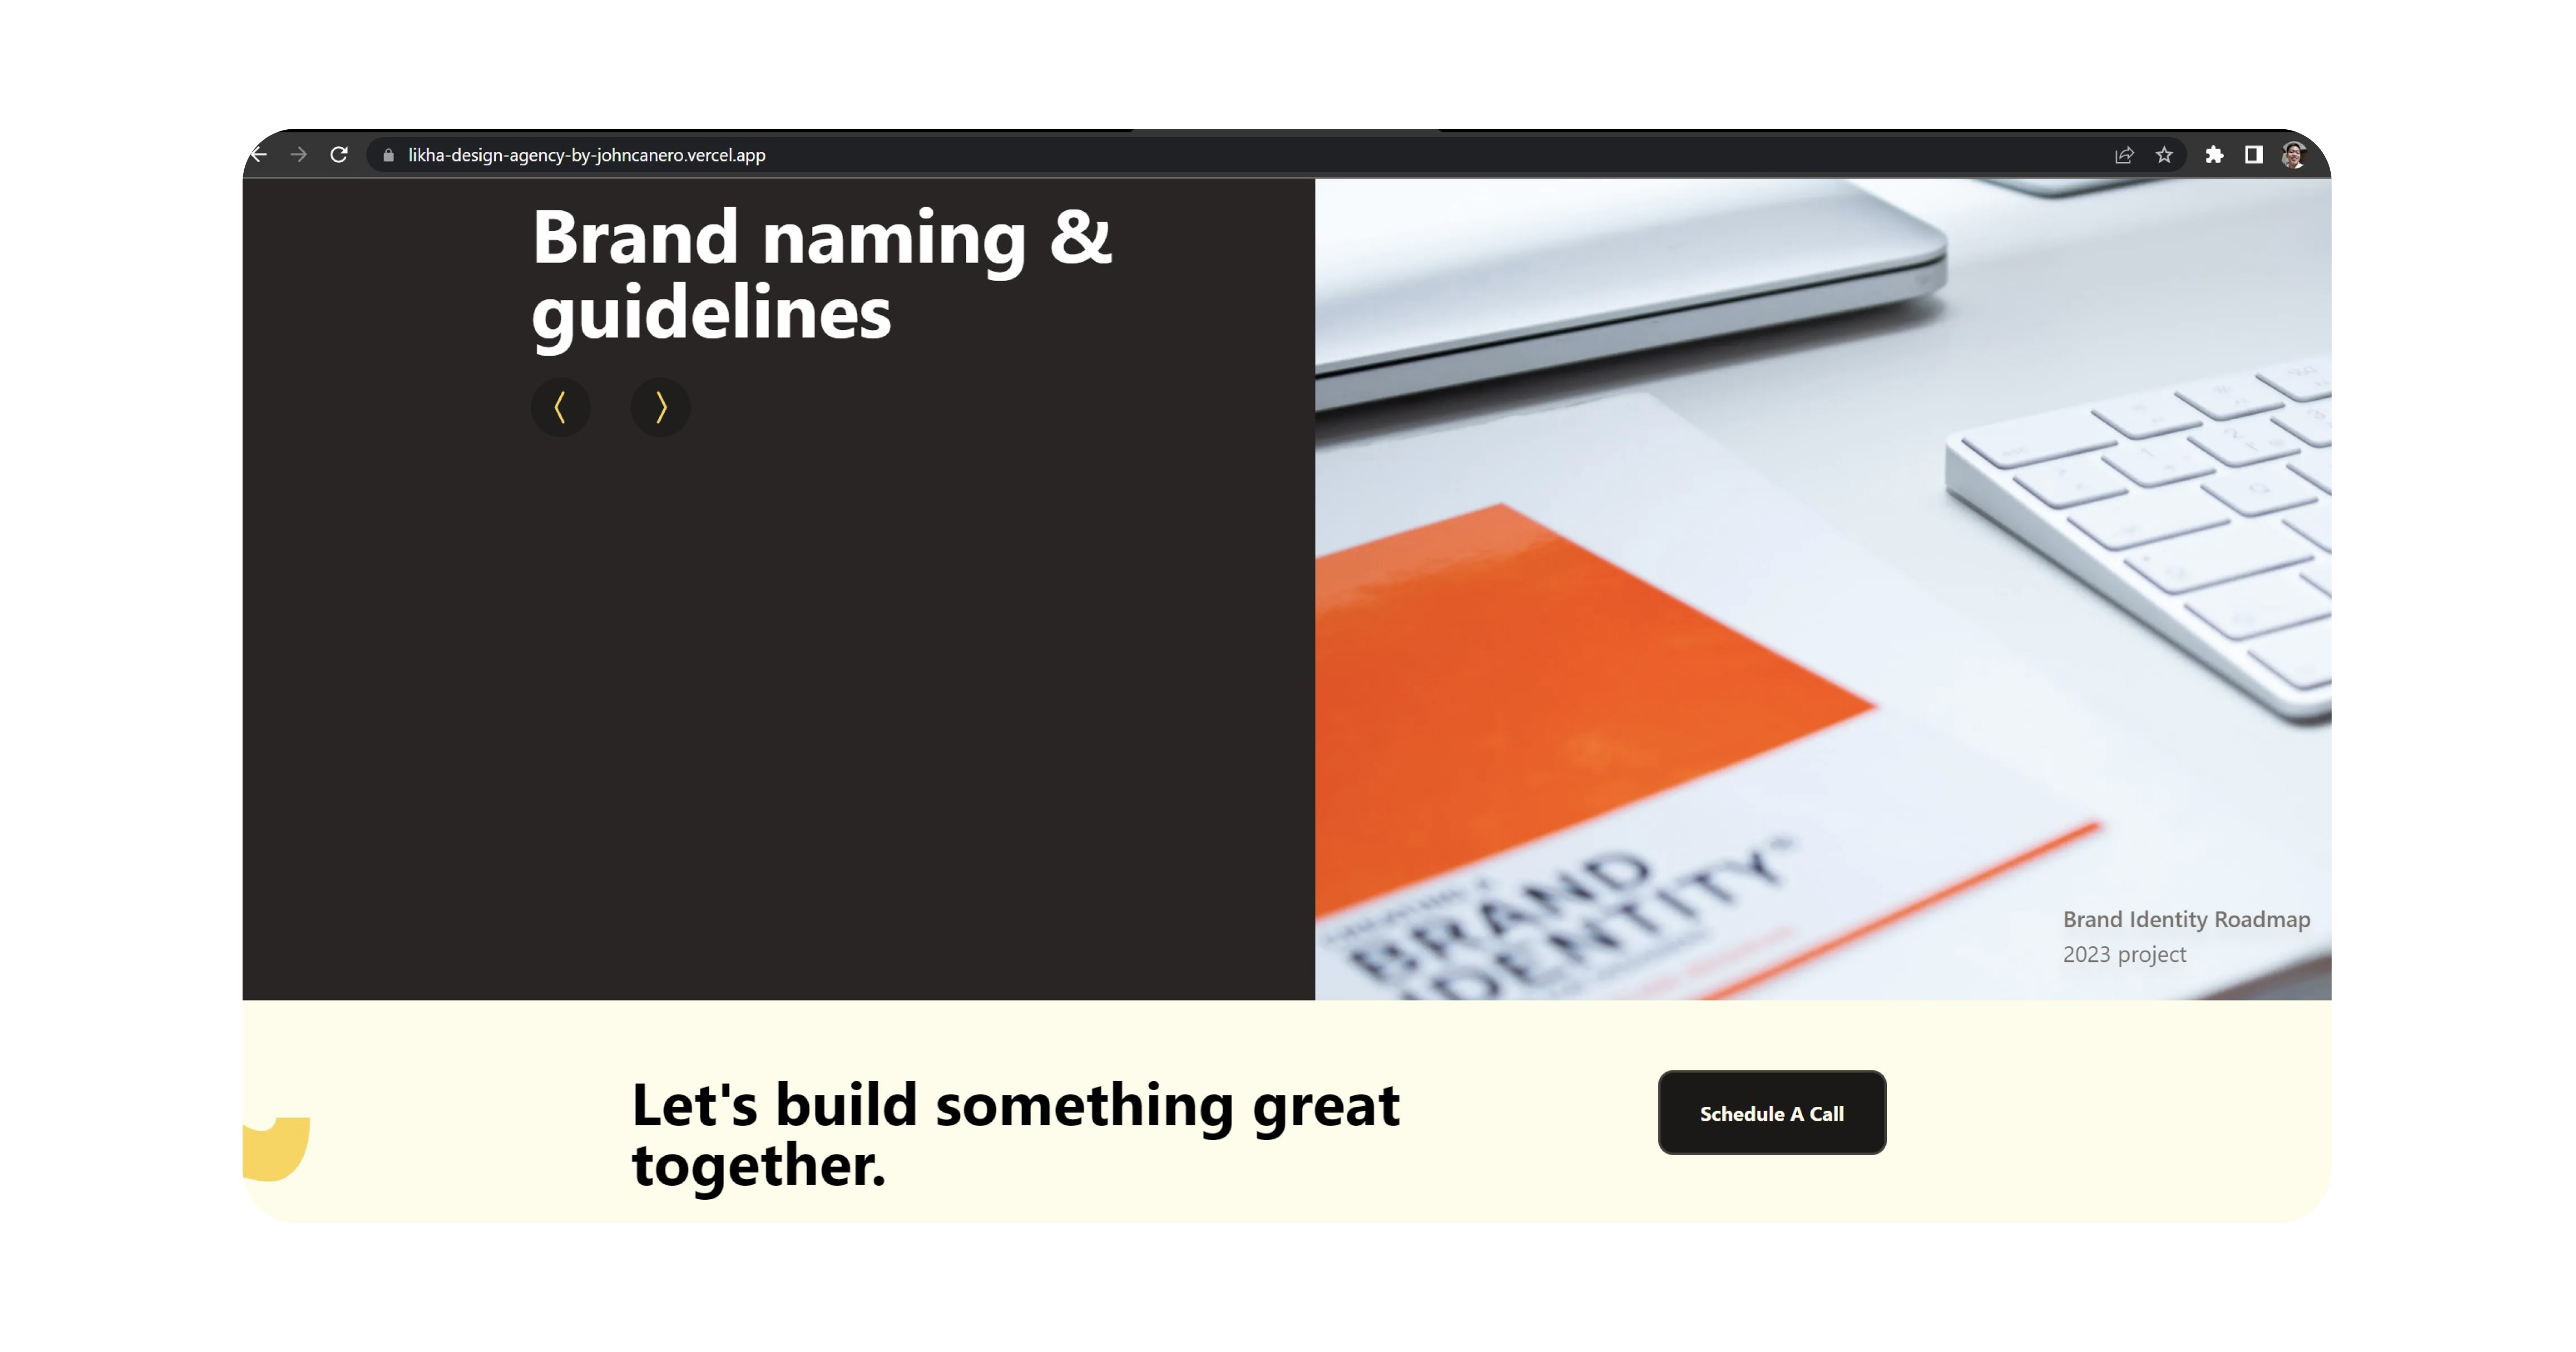 likha-design-agency-by-johncanero.vercel.app
Brand naming &
guidelines
BRAND
IDENTITY®
Brand Identity Roadmap
2023 project
Let's build something great
together.
Schedule A Call